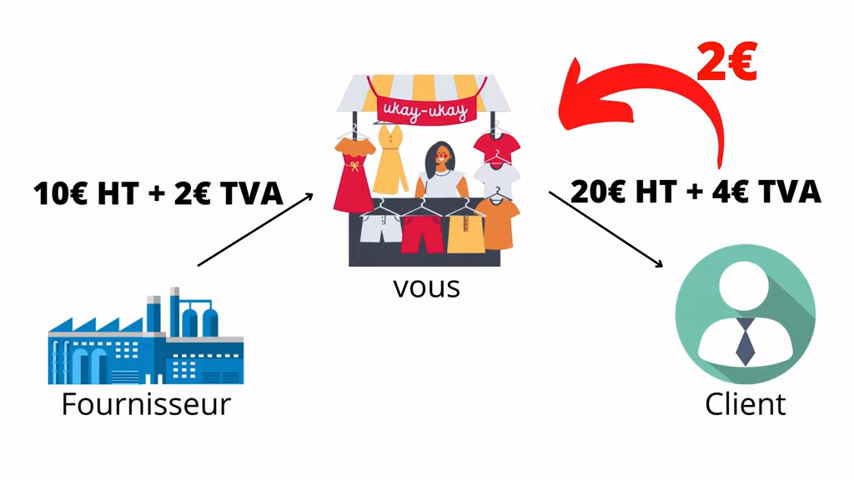 2€
ukay-ukay
10€ HT + 2€ TVA
20€ HT + 4€ TVA
vous
Fournisseur
Client